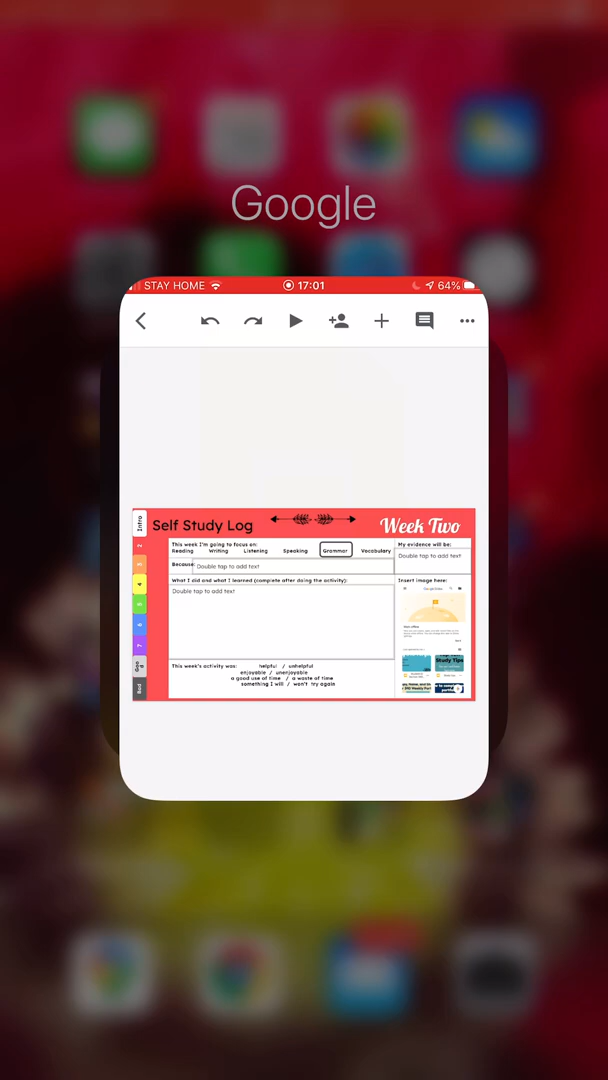 Google
STAY HOME 17:01 64%
Self Study Log Week Two
Intro
2
3
4
5
6
7
Goo
d
Bad
This week I'm going to focus on:
Reading Writing Listening Speaking Grammar Vocabulary
Because:
Double tap to add text
My evidence will be:
Double tap to add text
What I did and what I learned (complete after doing the activity):
Double tap to add text
Insert image here:
Study Tips
This week's activity was: helpful / unhelpful
enjoyable / unenjoyable
a good use of time / a waste of time
something I will / won't try again